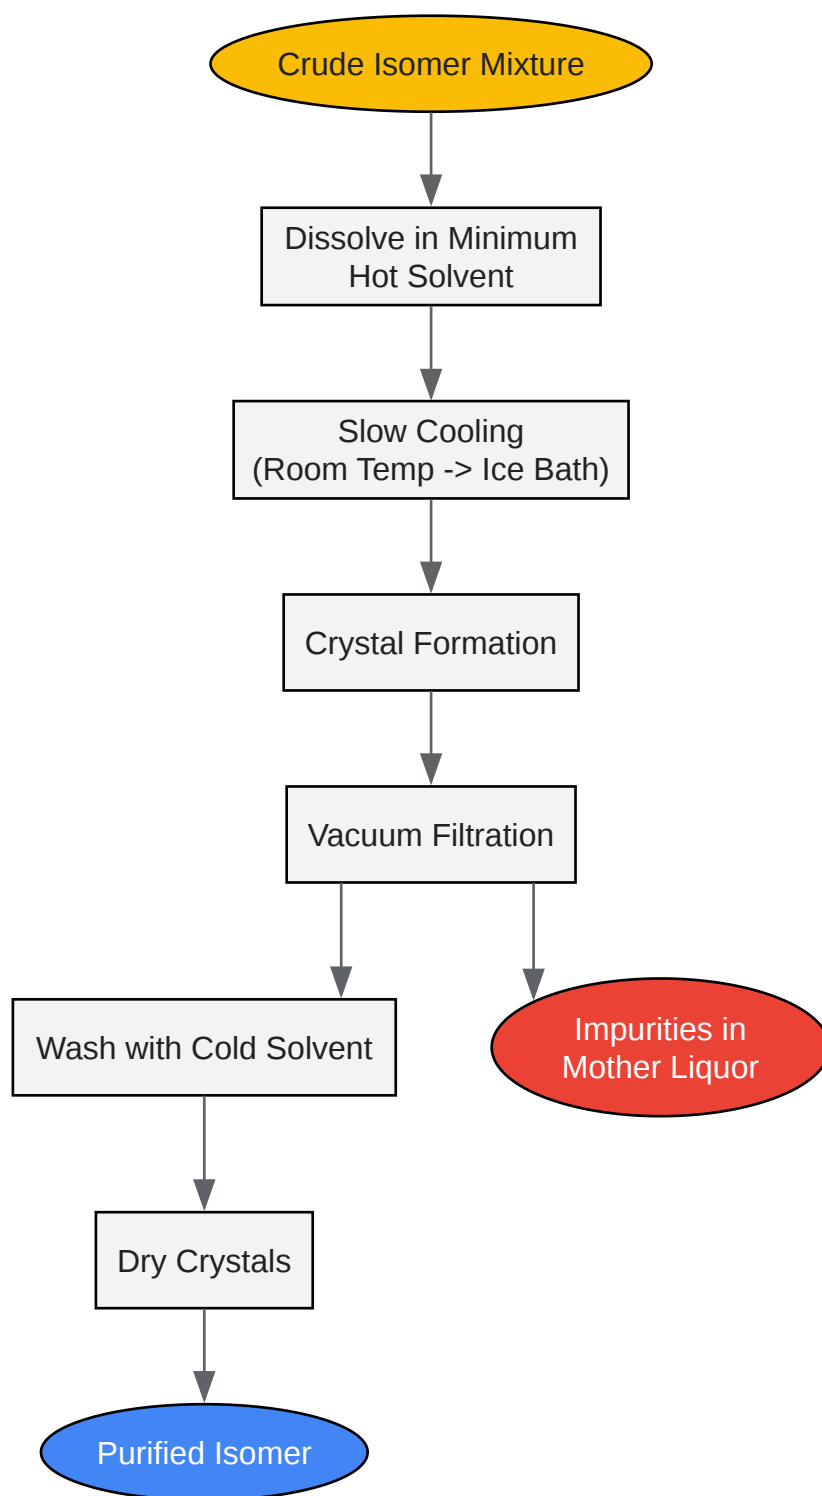 Crude Isomer Mixture
Dissolve in Minimum
Hot Solvent
Slow Cooling
(Room Temp -> Ice Bath)
Crystal Formation
Vacuum Filtration
Wash with Cold Solvent
Impurities in
Mother Liquor
Dry Crystals
Purified Isomer